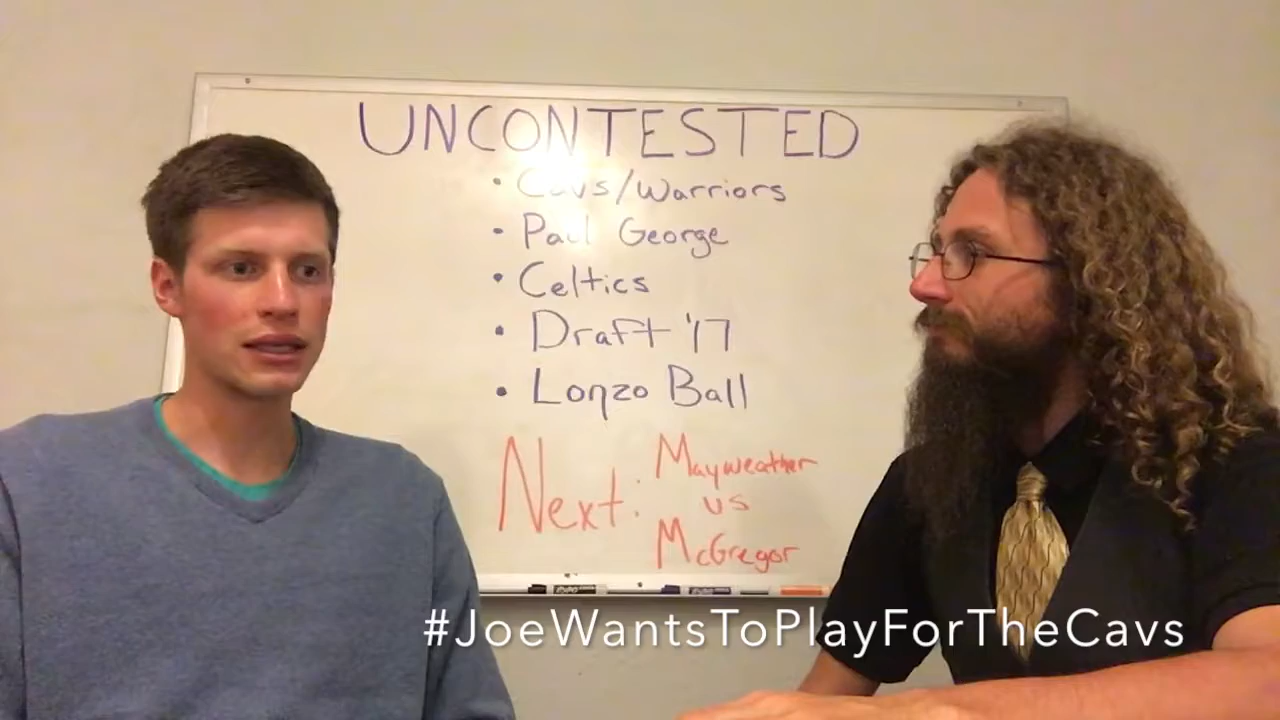 UNCONTESTED
• Cavs/Warriors
• Paul George
• Celtics
• Draft '17
• Lonzo Ball
Next: Mayweather
vs
McGregor
#JoeWantsToPlayForTheCavs